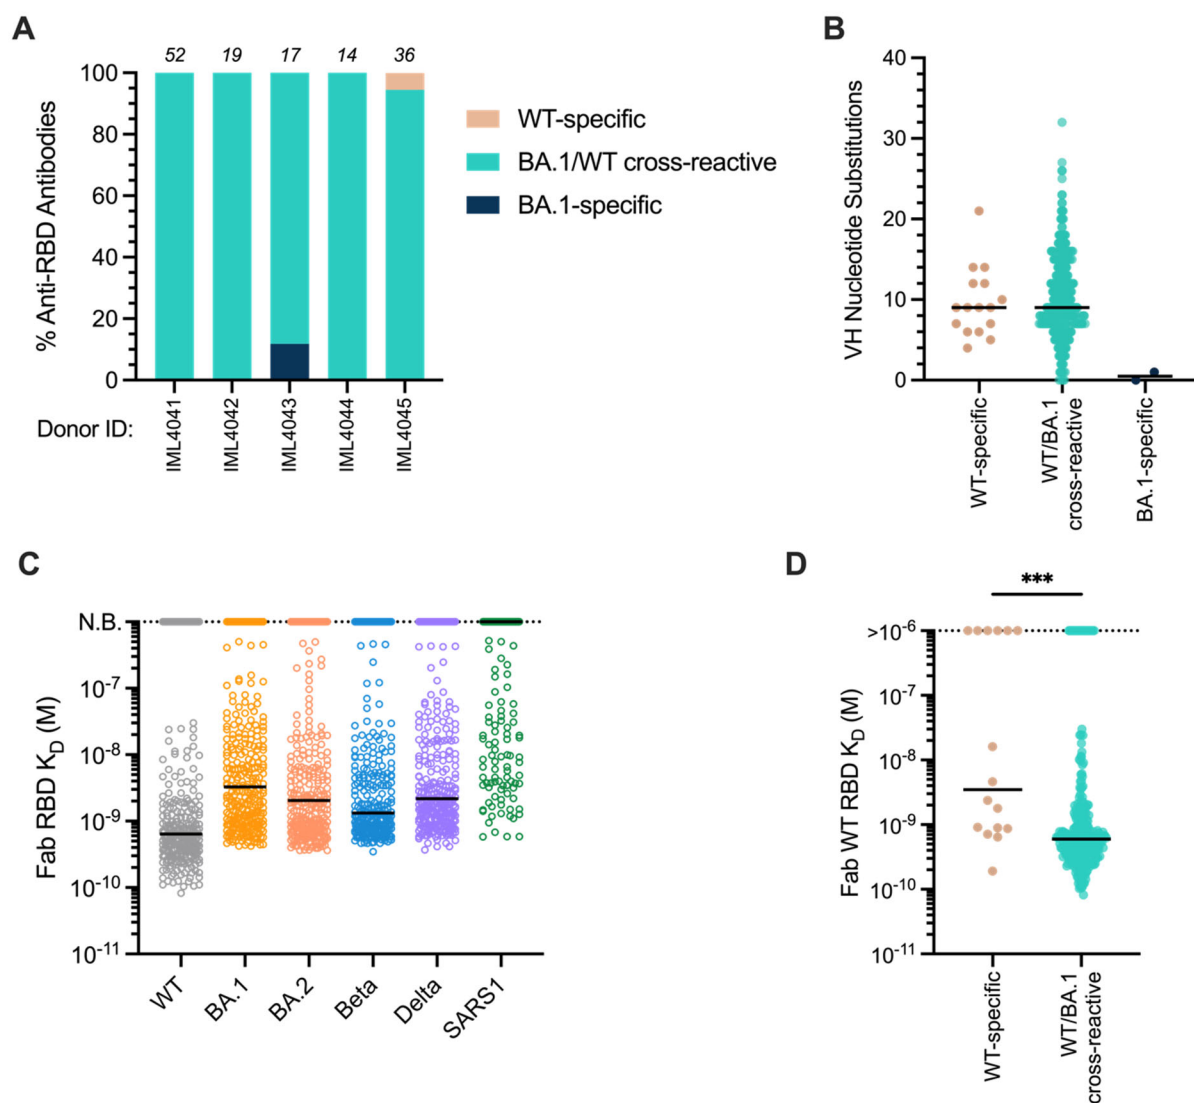 A
52 19 17 14 36
100
80
60
40
20
0
% Anti-RBD Antibodies
Donor ID:
IML4041
IML4042
IML4043
IML4044
IML4045
WT-specific
BA.1/WT cross-reactive
BA.1-specific
B
40
30
20
10
0
VH Nucleotide Substitutions
WT-specific
WT/BA.1
cross-reactive
BA.1-specific
C
N.B.
10-7
10-8
10-9
10-10
10-11
Fab RBD KD (M)
WT
BA.1
BA.2
Beta
Delta
SARS1
D
***
>10-6
10-7
10-8
10-9
10-10
10-11
Fab WT RBD KD (M)
WT-specific
WT/BA.1
cross-reactive